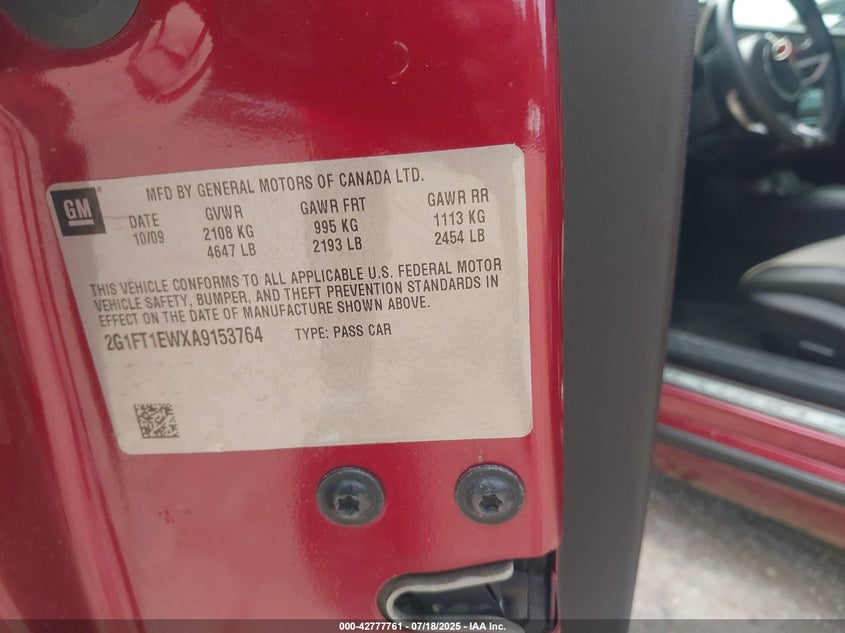 GM
MFD BY GENERAL MOTORS OF CANADA LTD.
DATE GVWR GAWR FRT GAWR RR
10/09 2108 KG 995 KG 1113 KG
4647 LB 2193 LB 2454 LB
THIS VEHICLE CONFORMS TO ALL APPLICABLE U.S. FEDERAL MOTOR
VEHICLE SAFETY, BUMPER, AND THEFT PREVENTION STANDARDS IN
EFFECT ON THE DATE OF MANUFACTURE SHOWN ABOVE.
2G1FT1EWXA9153764 TYPE: PASS CAR
000-42777761 - 07/18/2025 - IAA Inc.